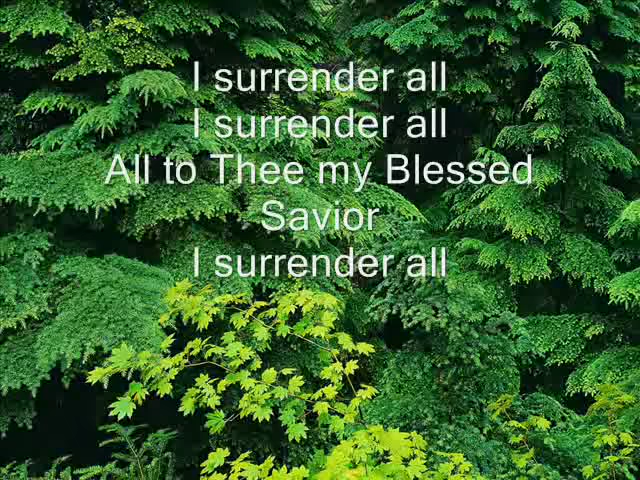 I surrender all
I surrender all
All to Thee my Blessed
Savior
I surrender all